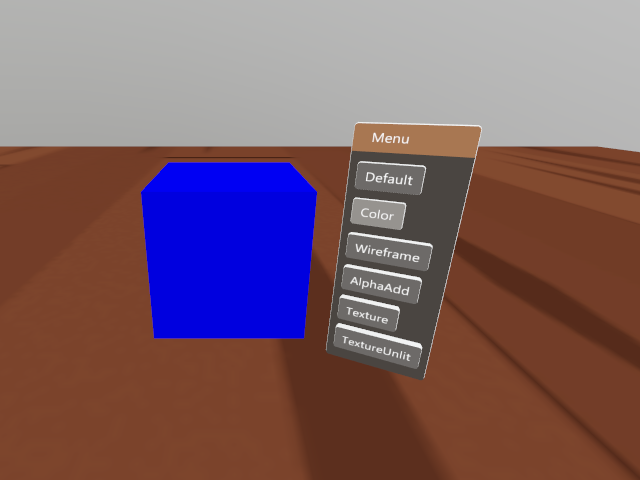 Menu
Default
Color
Wireframe
AlphaAdd
Texture
TextureUnlit